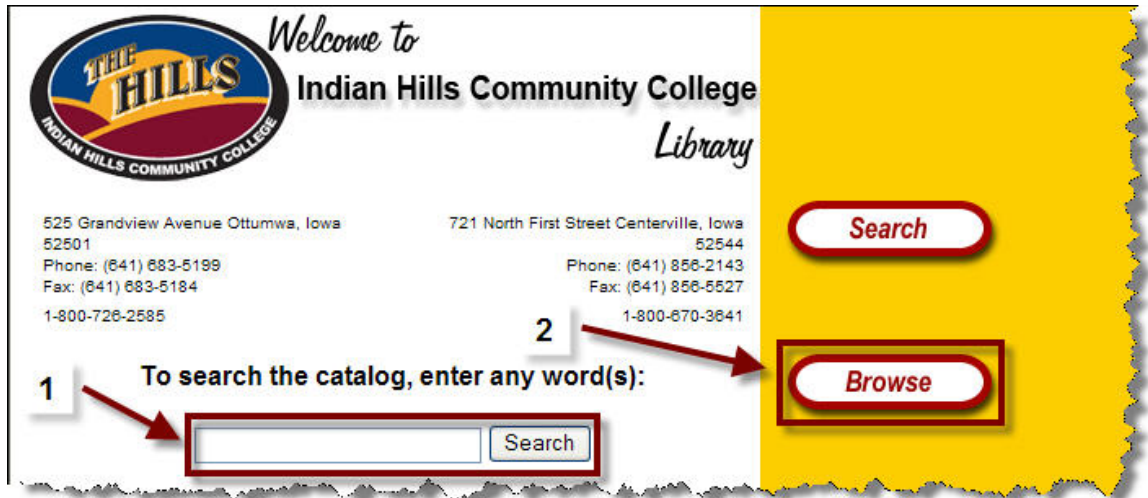 THE
HILLS
INDIAN HILLS COMMUNITY COLLEGE
Welcome to
Indian Hills Community College
Library
525 Grandview Avenue Ottumwa, Iowa
52501
Phone: (641) 683-5199
Fax: (641) 683-5184
1-800-726-2585
721 North First Street Centerville, Iowa
52544
Phone: (641) 856-2143
Fax: (641) 856-5527
1-800-670-3641
Search
2
Browse
1
To search the catalog, enter any word(s):
Search